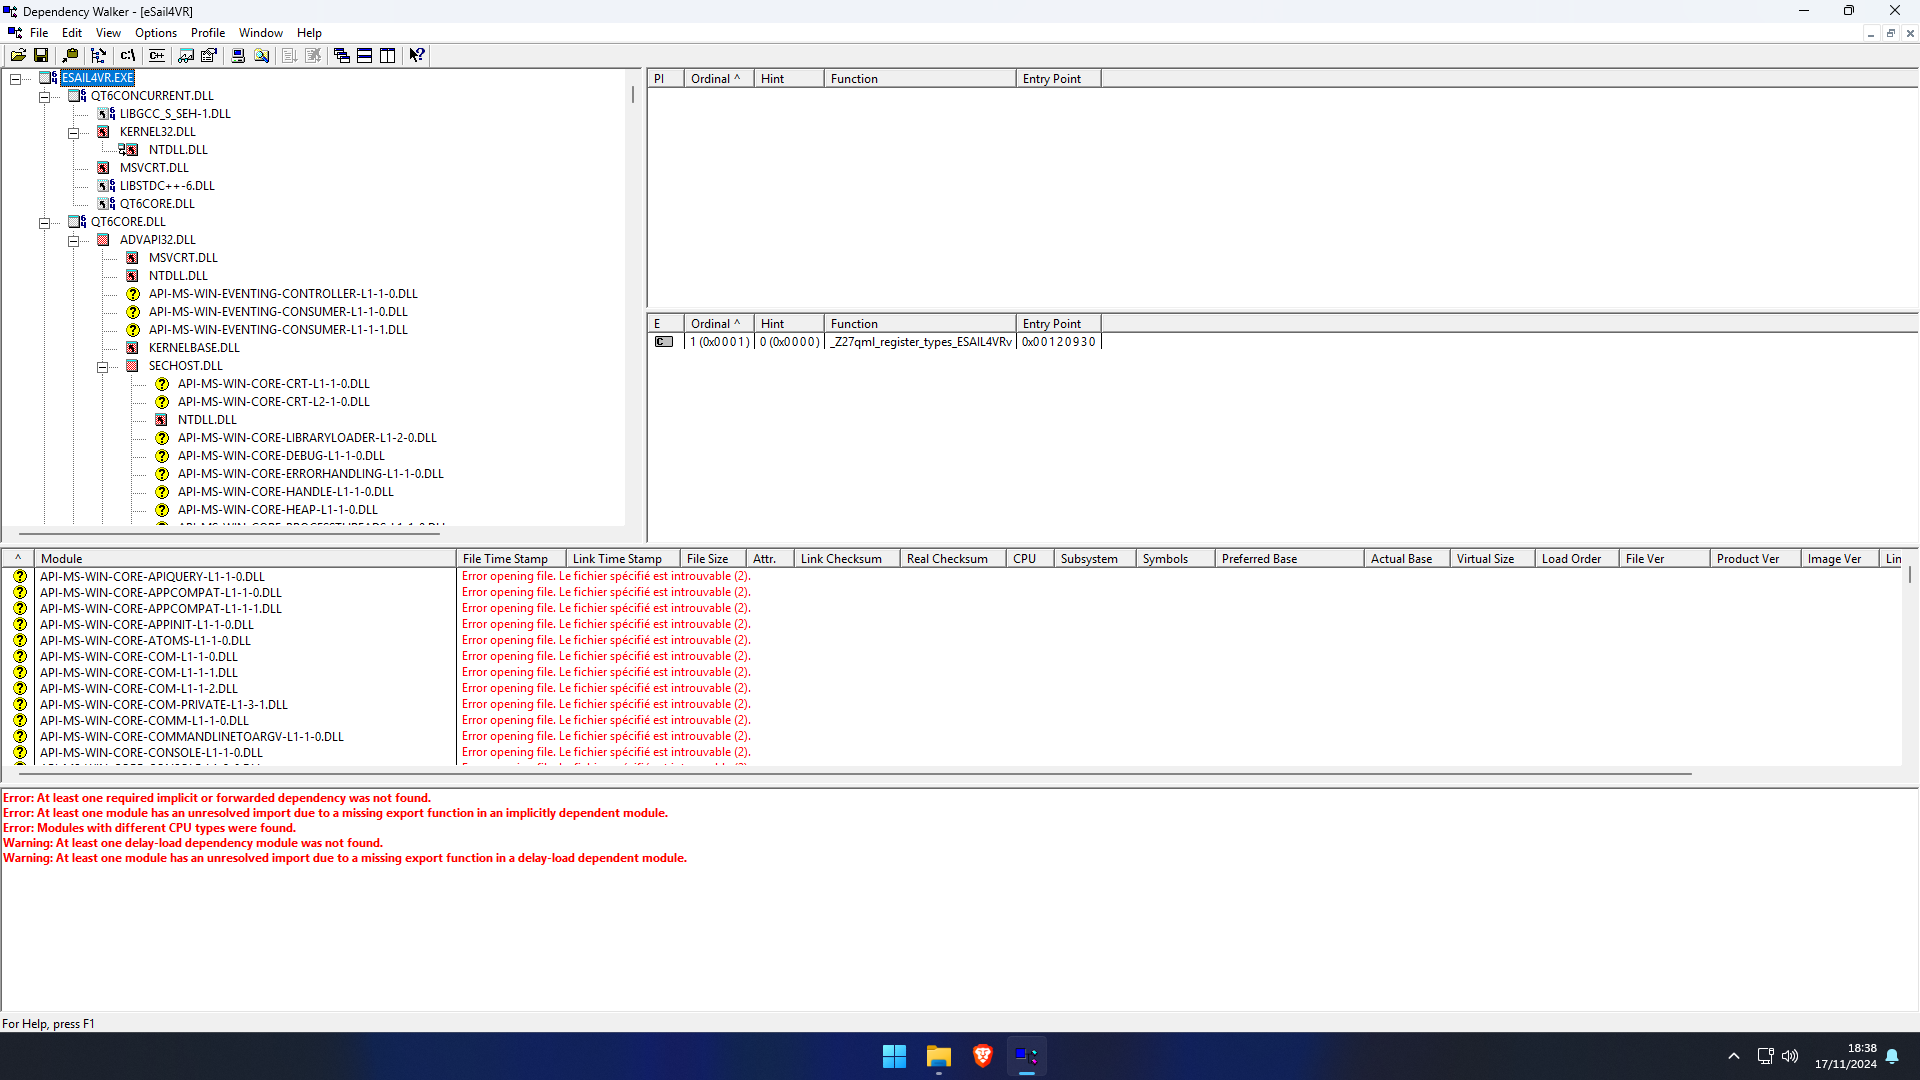 Dependency Walker - [eSail4VR]
File Edit View Options Profile Window Help
ESAIL4VR.EXE
QT6CONCURRENT.DLL
LIBGCC_S_SEH-1.DLL
KERNEL32.DLL
NTDLL.DLL
MSVCRT.DLL
LIBSTDC++-6.DLL
QT6CORE.DLL
QT6CORE.DLL
ADVAPI32.DLL
MSVCRT.DLL
NTDLL.DLL
API-MS-WIN-EVENTING-CONTROLLER-L1-1-0.DLL
API-MS-WIN-EVENTING-CONSUMER-L1-1-0.DLL
API-MS-WIN-EVENTING-CONSUMER-L1-1-1.DLL
KERNELBASE.DLL
SECHOST.DLL
API-MS-WIN-CORE-CRT-L1-1-0.DLL
API-MS-WIN-CORE-CRT-L2-1-0.DLL
NTDLL.DLL
API-MS-WIN-CORE-LIBRARYLOADER-L1-2-0.DLL
API-MS-WIN-CORE-DEBUG-L1-1-0.DLL
API-MS-WIN-CORE-ERRORHANDLING-L1-1-0.DLL
API-MS-WIN-CORE-HANDLE-L1-1-0.DLL
API-MS-WIN-CORE-HEAP-L1-1-0.DLL
PI Ordinal ^ Hint Function Entry Point
E Ordinal ^ Hint Function Entry Point
C 1 (0x0001) 0 (0x0000) _Z27qml_register_types_ESAIL4VRv 0x00120930
^ Module File Time Stamp Link Time Stamp File Size Attr. Link Checksum Real Checksum CPU Subsystem Symbols Preferred Base Actual Base Virtual Size Load Order File Ver Product Ver Image Ver Lin
API-MS-WIN-CORE-APIQUERY-L1-1-0.DLL Error opening file. Le fichier spécifié est introuvable (2).
API-MS-WIN-CORE-APPCOMPAT-L1-1-0.DLL Error opening file. Le fichier spécifié est introuvable (2).
API-MS-WIN-CORE-APPCOMPAT-L1-1-1.DLL Error opening file. Le fichier spécifié est introuvable (2).
API-MS-WIN-CORE-APPINIT-L1-1-0.DLL Error opening file. Le fichier spécifié est introuvable (2).
API-MS-WIN-CORE-ATOMS-L1-1-0.DLL Error opening file. Le fichier spécifié est introuvable (2).
API-MS-WIN-CORE-COM-L1-1-0.DLL Error opening file. Le fichier spécifié est introuvable (2).
API-MS-WIN-CORE-COM-L1-1-1.DLL Error opening file. Le fichier spécifié est introuvable (2).
API-MS-WIN-CORE-COM-L1-1-2.DLL Error opening file. Le fichier spécifié est introuvable (2).
API-MS-WIN-CORE-COM-PRIVATE-L1-3-1.DLL Error opening file. Le fichier spécifié est introuvable (2).
API-MS-WIN-CORE-COMM-L1-1-0.DLL Error opening file. Le fichier spécifié est introuvable (2).
API-MS-WIN-CORE-COMMANDLINETOARGV-L1-1-0.DLL Error opening file. Le fichier spécifié est introuvable (2).
API-MS-WIN-CORE-CONSOLE-L1-1-0.DLL Error opening file. Le fichier spécifié est introuvable (2).
Error: At least one required implicit or forwarded dependency was not found.
Error: At least one module has an unresolved import due to a missing export function in an implicitly dependent module.
Error: Modules with different CPU types were found.
Warning: At least one delay-load dependency module was not found.
Warning: At least one module has an unresolved import due to a missing export function in a delay-load dependent module.
For Help, press F1
18:38
17/11/2024